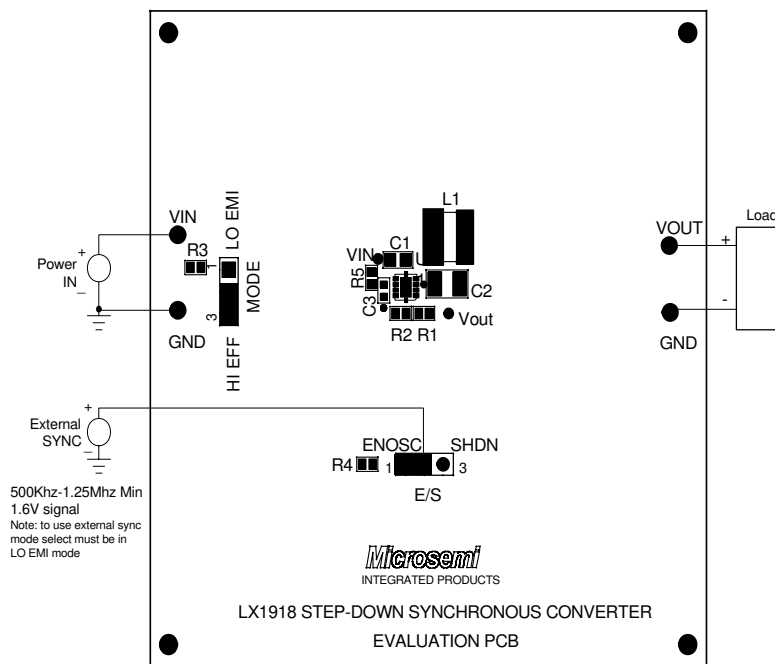 L1
LO EMI
VIN
VOUT
Load
R3
1
VIN
C1
U
+
+
Power
IN
MODE
R5
C2
-
_
3
C3
Vout
GND
R2 R1
GND
HI EFF
+
External
SYNC
_
ENOSC
SHDN
R4
1
3
E/S
500Khz-1.25Mhz Min
1.6V signal
Note: to use external sync
mode select must be in
LO EMI mode
Microsemi
INTEGRATED PRODUCTS
LX1918 STEP-DOWN SYNCHRONOUS CONVERTER
EVALUATION PCB